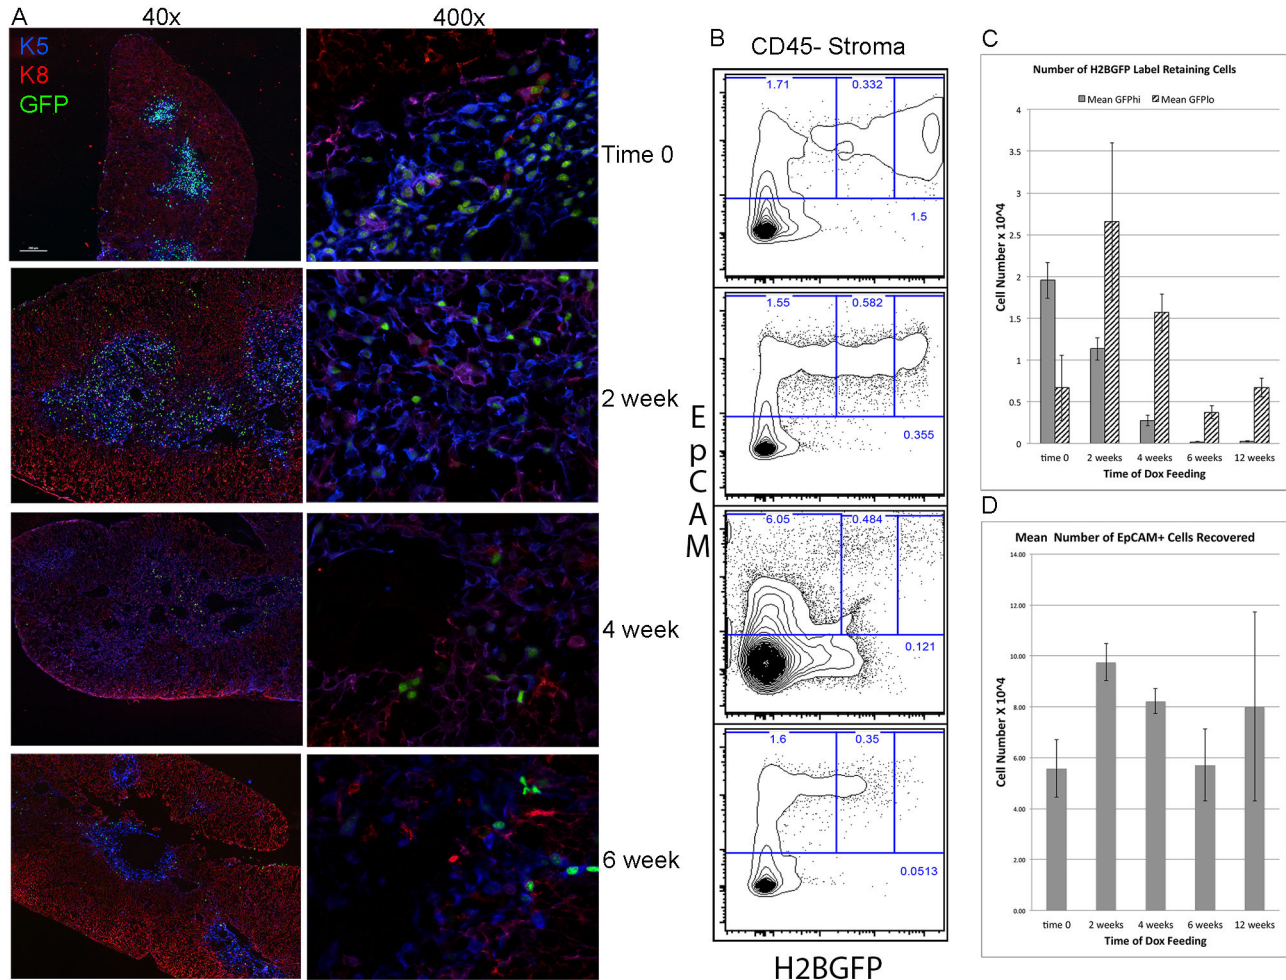 A
40x
400x
K5
K8
GFP
Time 0
2 week
4 week
6 week
B
CD45- Stroma
1.71
0.332
1.5
1.55
0.582
0.355
6.05
0.484
0.121
1.6
0.35
0.0513
EpCAM
H2BGFP
C
Number of H2BGFP Label Retaining Cells
Mean GFPhi
Mean GFPlo
4
3.5
3
2.5
2
1.5
1
0.5
0
Cell Number x 10^4
time 0
2 weeks
4 weeks
6 weeks
12 weeks
Time of Dox Feeding
D
Mean Number of EpCAM+ Cells Recovered
14.00
12.00
10.00
8.00
6.00
4.00
2.00
0.00
Cell Number X 10^4
time 0
2 weeks
4 weeks
6 weeks
12 weeks
Time of Dox Feeding